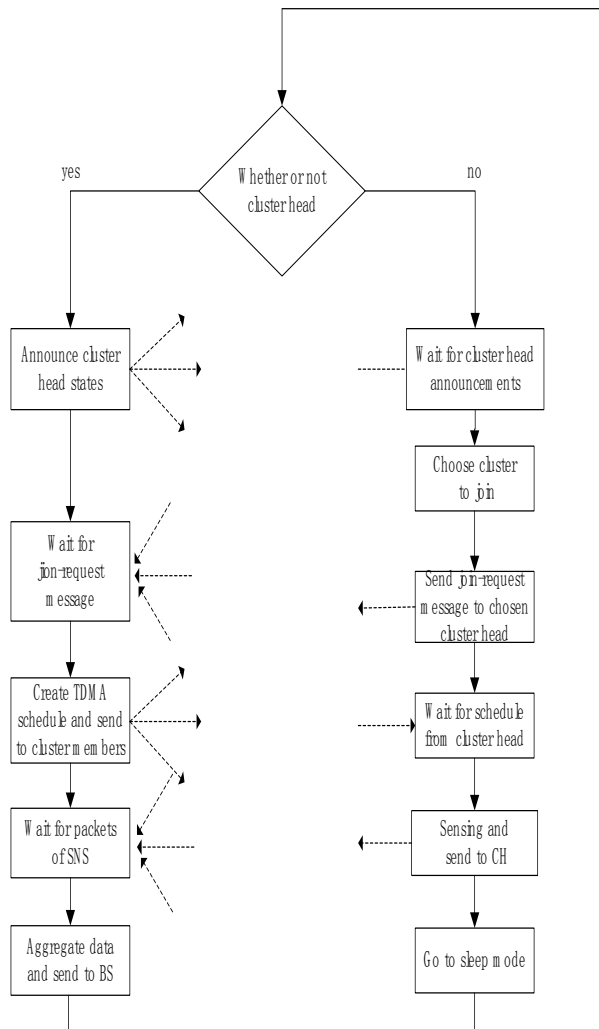 yes
no
Whether or not
cluster head
Announce cluster
head states
Wait for cluster head
announcements
Choose cluster
to join
Wait for
jion-request
message
Send join-request
message to chosen
cluster head
Create TDMA
schedule and send
to cluster members
Wait for schedule
from cluster head
Wait for packets
of SNS
Sensing and
send to CH
Aggregate data
and send to BS
Go to sleep mode